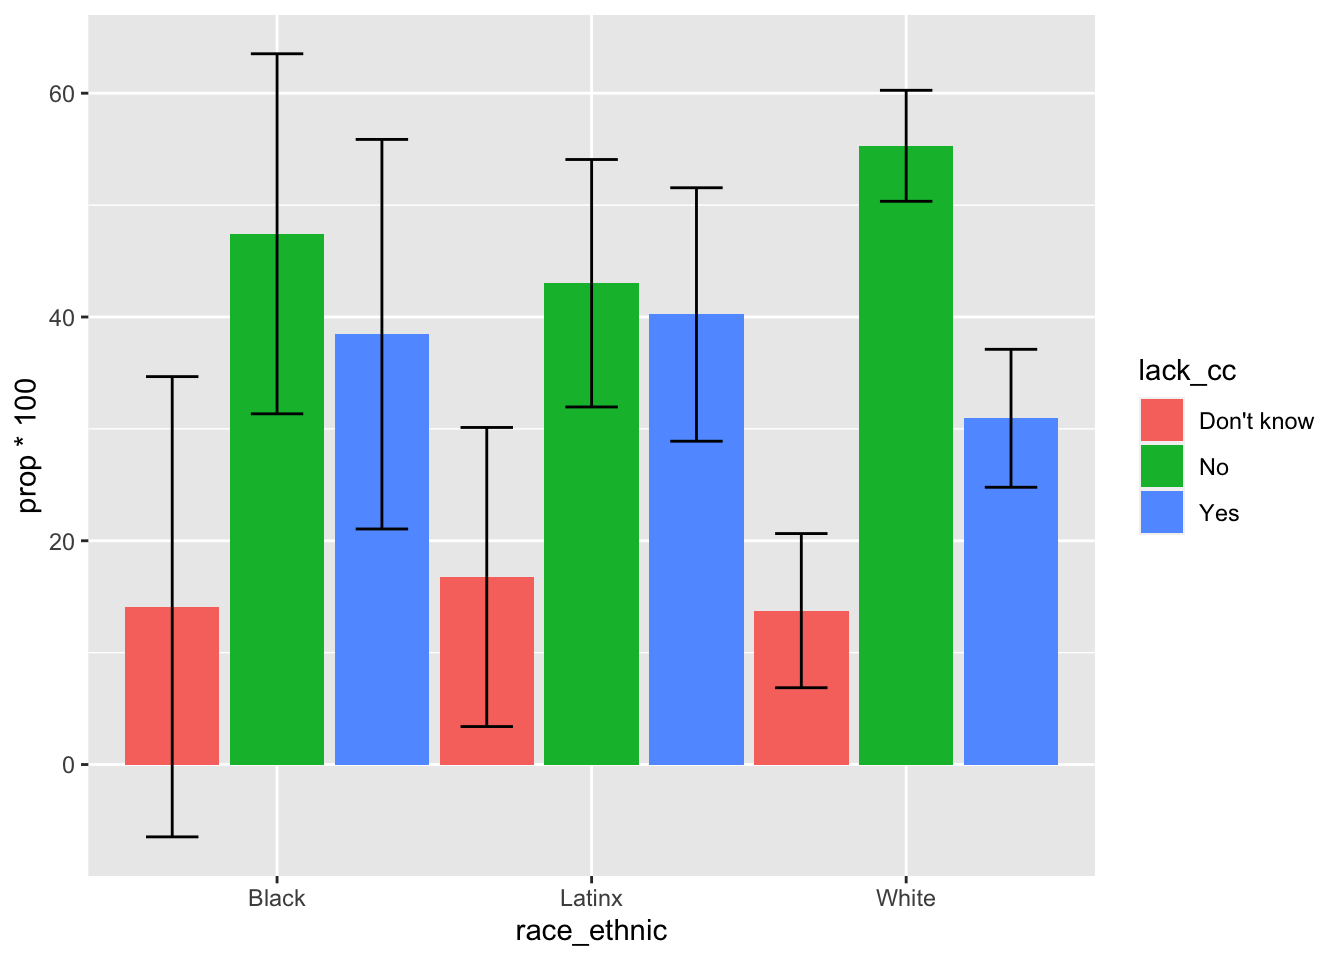 prop * 100
60
40
20
0
Black Latinx White
race_ethnic
lack_cc
Don't know
No
Yes